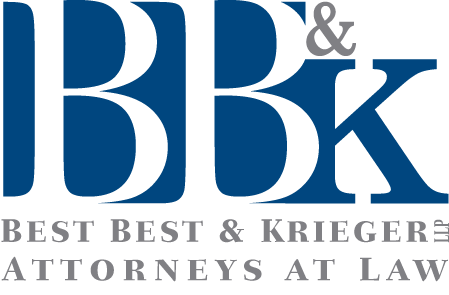 BB&K
BEST BEST & KRIEGER LLP
ATTORNEYS AT LAW